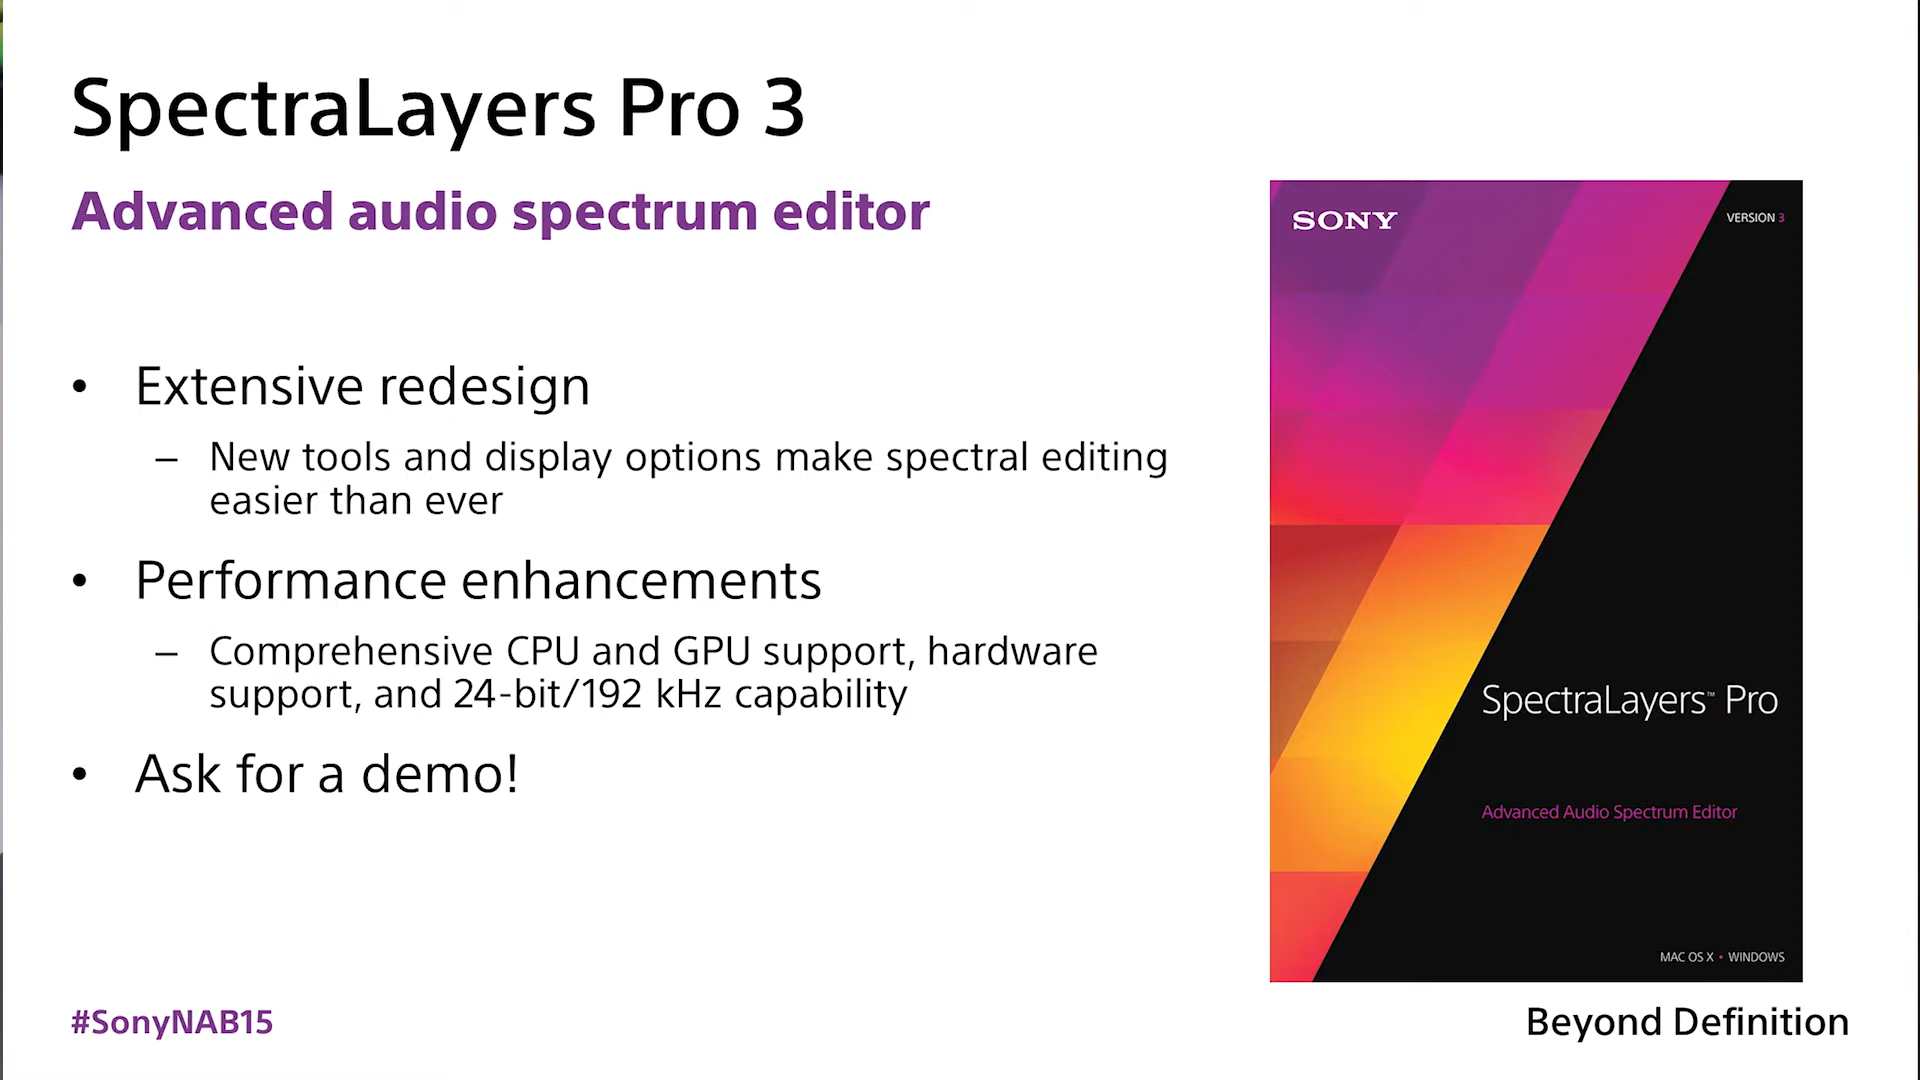 SpectraLayers Pro 3
Advanced audio spectrum editor
• Extensive redesign
– New tools and display options make spectral editing
easier than ever
• Performance enhancements
– Comprehensive CPU and GPU support, hardware
support, and 24-bit/192 kHz capability
• Ask for a demo!
SONY
VERSION 3
SpectraLayers™ Pro
Advanced Audio Spectrum Editor
MAC OS X • WINDOWS
#SonyNAB15
Beyond Definition